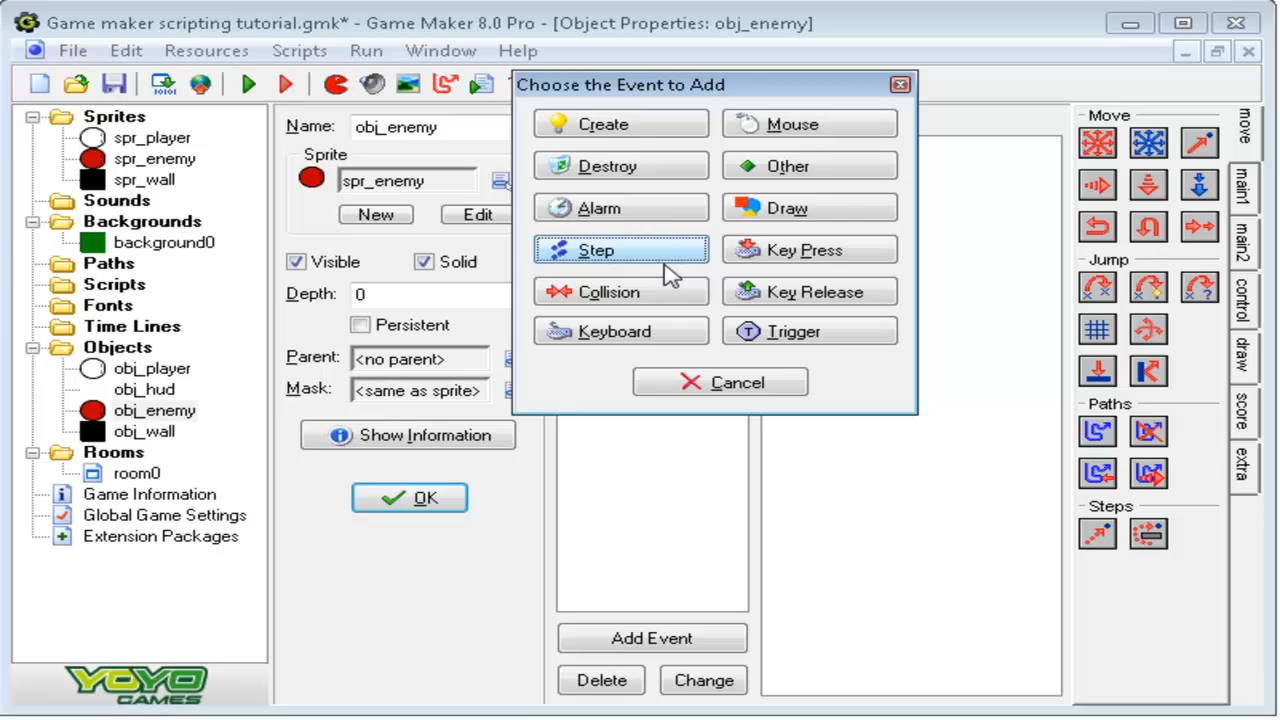 Game maker scripting tutorial.gmk* - Game Maker 8.0 Pro - [Object Properties: obj_enemy]
File Edit Resources Scripts Run Window Help
Sprites
spr_player
spr_enemy
spr_wall
Sounds
Backgrounds
background0
Paths
Scripts
Fonts
Time Lines
Objects
obj_player
obj_hud
obj_enemy
obj_wall
Rooms
room0
Game Information
Global Game Settings
Extension Packages
YOYO
GAMES
Name: obj_enemy
Sprite
spr_enemy
New Edit
Visible Solid
Depth: 0
Persistent
Parent: <no parent>
Mask: <same as sprite>
Show Information
OK
Choose the Event to Add
Create Mouse
Destroy Other
Alarm Draw
Step Key Press
Collision Key Release
Keyboard Trigger
Cancel
Add Event
Delete Change
Move
Jump
Paths
Steps
move
main1
main2
control
draw
score
extra